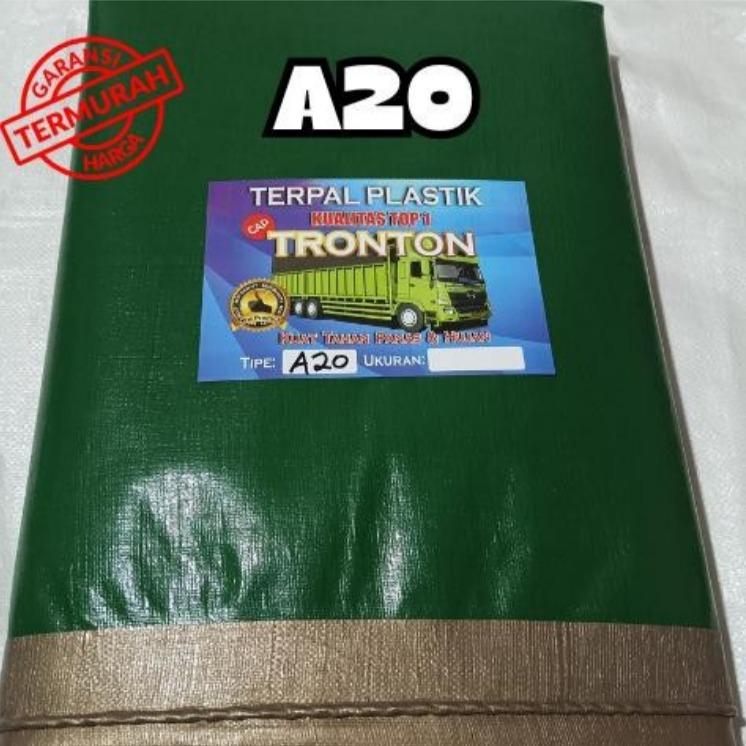 GARANSI
TERMURAH
HARGA
A20
TERPAL PLASTIK
KUALITAS TOP 1
CAP
TRONTON
KUAT TAHAN PANAS & HUJAN
TIPE: A20 UKURAN: